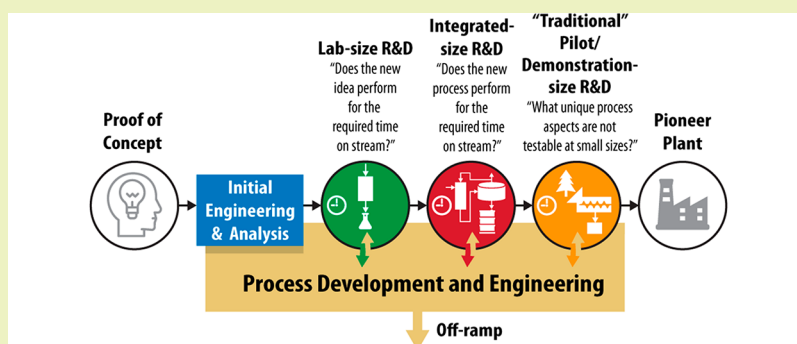 Proof of
Concept
Initial
Engineering
& Analysis
Lab-size R&D
“Does the new
idea perform
for the
required time
on stream?”
Integrated-
size R&D
“Does the new
process perform
for the
required time
on stream?”
“Traditional”
Pilot/
Demonstration-
size R&D
“What unique process
aspects are not
testable at small sizes?”
Pioneer
Plant
Process Development and Engineering
Off-ramp